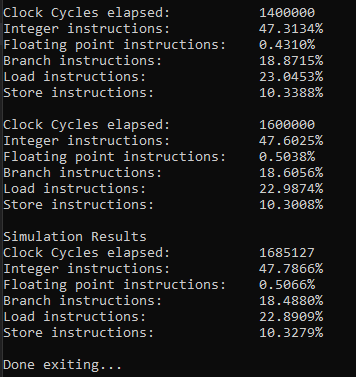 Clock Cycles elapsed: 1400000
Integer instructions: 47.3134%
Floating point instructions: 0.4310%
Branch instructions: 18.8715%
Load instructions: 23.0453%
Store instructions: 10.3388%
Clock Cycles elapsed: 1600000
Integer instructions: 47.6025%
Floating point instructions: 0.5038%
Branch instructions: 18.6056%
Load instructions: 22.9874%
Store instructions: 10.3008%
Simulation Results
Clock Cycles elapsed: 1685127
Integer instructions: 47.7866%
Floating point instructions: 0.5066%
Branch instructions: 18.4880%
Load instructions: 22.8909%
Store instructions: 10.3279%
Done exiting...